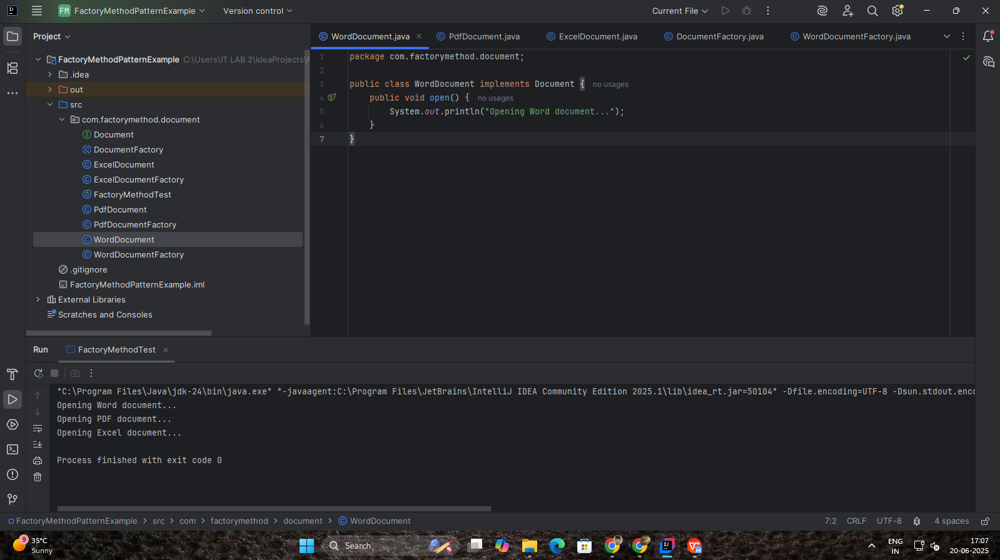 FM FactoryMethodPatternExample Version control Current File
Project
WordDocument.java PdfDocument.java ExcelDocument.java DocumentFactory.java WordDocumentFactory.java
FactoryMethodPatternExample C:\Users\IT LAB 2\IdeaProjects\F
.idea
out
src
com.factorymethod.document
Document
DocumentFactory
ExcelDocument
ExcelDocumentFactory
FactoryMethodTest
PdfDocument
PdfDocumentFactory
WordDocument
WordDocumentFactory
.gitignore
FactoryMethodPatternExample.iml
External Libraries
Scratches and Consoles
1 package com.factorymethod.document;
2
3 public class WordDocument implements Document { no usages
4 public void open() { no usages
5 System.out.println("Opening Word document...");
6 }
7 }
Run FactoryMethodTest
"C:\Program Files\Java\jdk-24\bin\java.exe" "-javaagent:C:\Program Files\JetBrains\IntelliJ IDEA Community Edition 2025.1\lib\idea_rt.jar=50104" -Dfile.encoding=UTF-8 -Dsun.stdout.enco
Opening Word document...
Opening PDF document...
Opening Excel document...
Process finished with exit code 0
FactoryMethodPatternExample > src > com > factorymethod > document > WordDocument 7:2 CRLF UTF-8 4 spaces
9 35°C
Sunny
Search
ENG
IN
17:07
20-06-2025